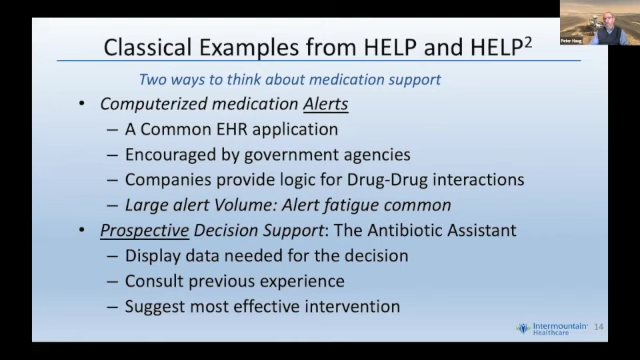 Classical Examples from HELP and HELP²
Two ways to think about medication support
• Computerized medication Alerts
– A Common EHR application
– Encouraged by government agencies
– Companies provide logic for Drug-Drug interactions
– Large alert Volume: Alert fatigue common
• Prospective Decision Support: The Antibiotic Assistant
– Display data needed for the decision
– Consult previous experience
– Suggest most effective intervention
Intermountain
Healthcare
14
Peter Haug